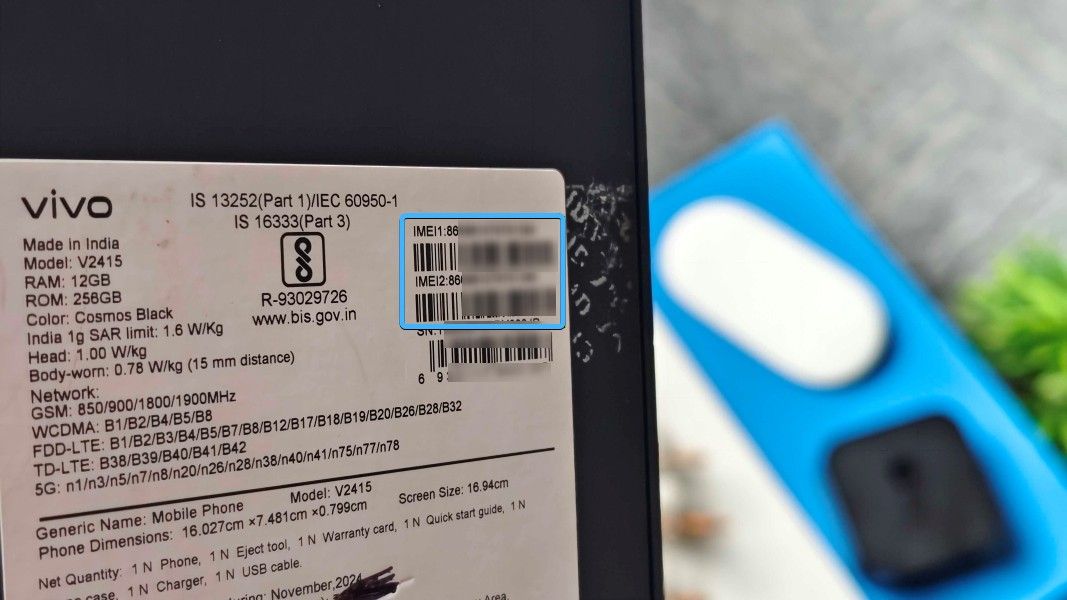 vivo
IS 13252(Part 1)/IEC 60950-1
IS 16333(Part 3)
R-93029726
www.bis.gov.in
Made in India
Model: V2415
RAM: 12GB
ROM: 256GB
Color: Cosmos Black
India 1g SAR limit: 1.6 W/Kg
Head: 1.00 W/kg
Body-worn: 0.78 W/kg (15 mm distance)
IMEI1:86
IMEI2:86
SN:
6 9
Network:
GSM: 850/900/1800/1900MHz
WCDMA: B1/B2/B4/B5/B8
FDD-LTE: B1/B2/B3/B4/B5/B7/B8/B12/B17/B18/B19/B20/B26/B28/B32
TD-LTE: B38/B39/B40/B41/B42
5G: n1/n3/n5/n7/n8/n20/n26/n28/n38/n40/n41/n75/n77/n78
Generic Name: Mobile Phone Model: V2415 Screen Size: 16.94cm
Phone Dimensions: 16.027cm ×7.481cm ×0.799cm
Net Quantity: 1 N Phone, 1 N Eject tool, 1 N Warranty card, 1 N Quick start guide, 1 N
case, 1 N Charger, 1 N USB cable.
November,2024
Area,